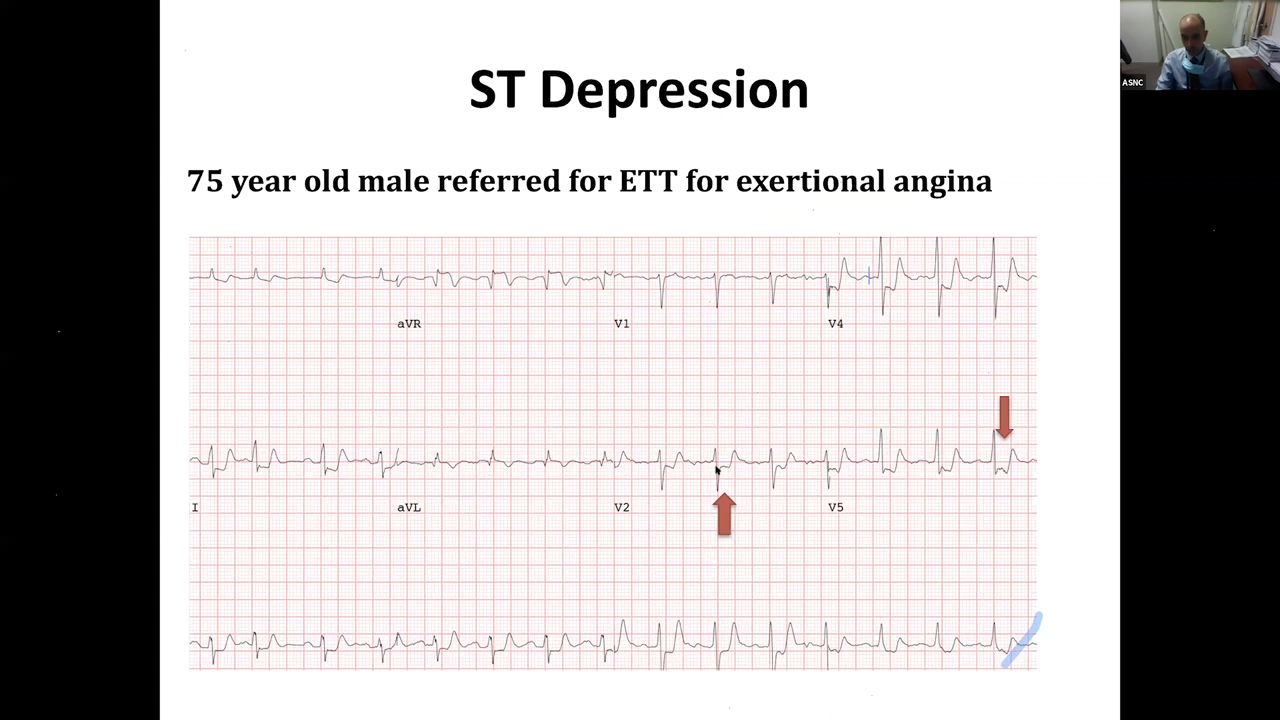 ST Depression
ASNC
75 year old male referred for ETT for exertional angina
aVR
V1
V4
I
aVL
V2
V5